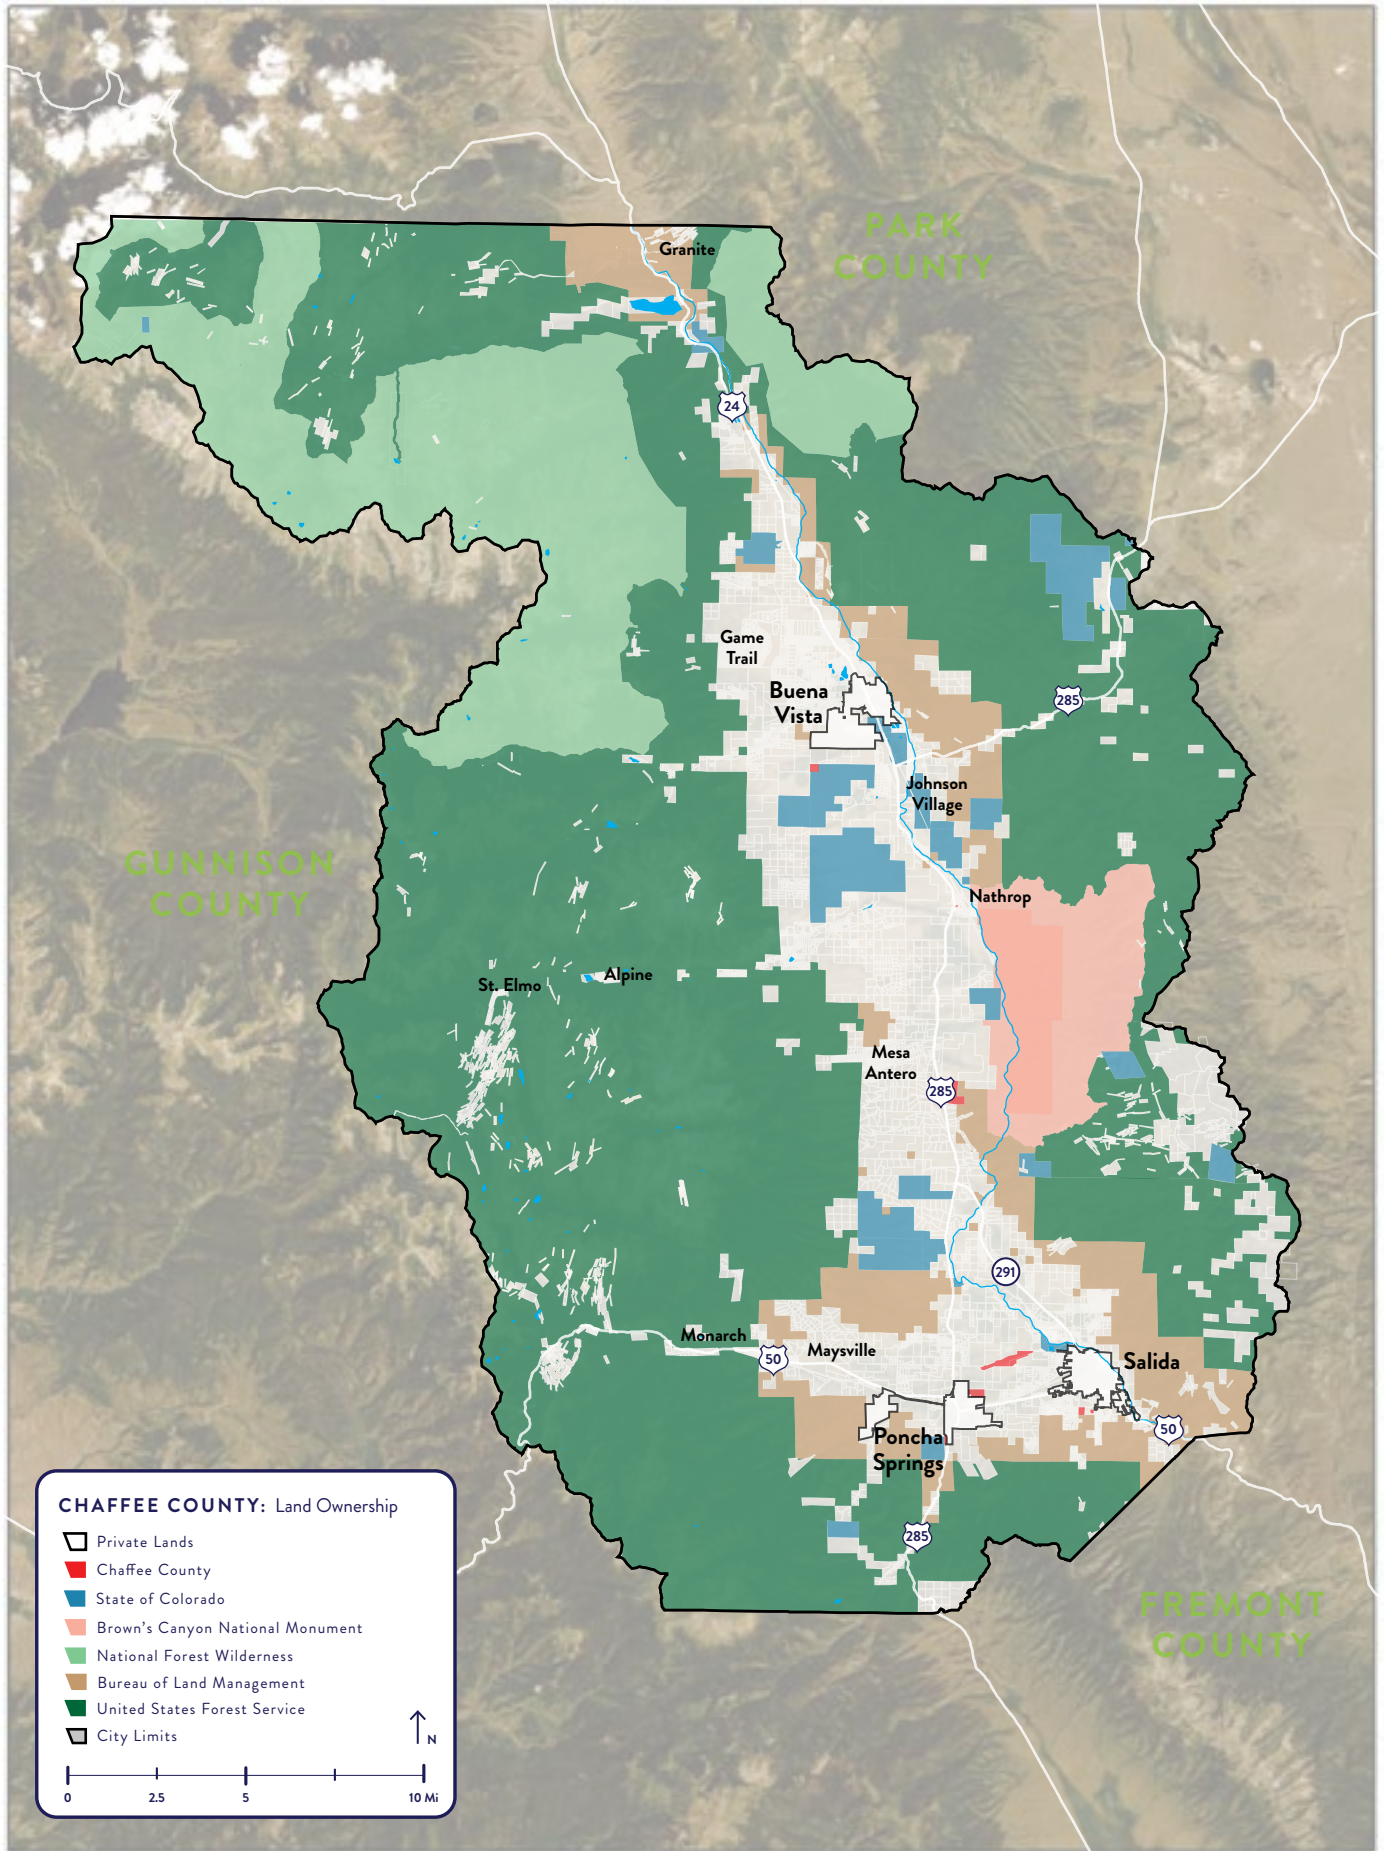 PARK
COUNTY
Granite
24
Game
Trail
Buena
Vista
285
Johnson
Village
GUNNISON
COUNTY
Nathrop
Alpine
St. Elmo
Mesa
Antero
285
291
Monarch
50
Maysville
Salida
50
Poncha
Springs
285
FREMONT
COUNTY
CHAFFEE COUNTY: Land Ownership
Private Lands
Chaffee County
State of Colorado
Brown's Canyon National Monument
National Forest Wilderness
Bureau of Land Management
United States Forest Service
City Limits
N
0 2.5 5 10 Mi